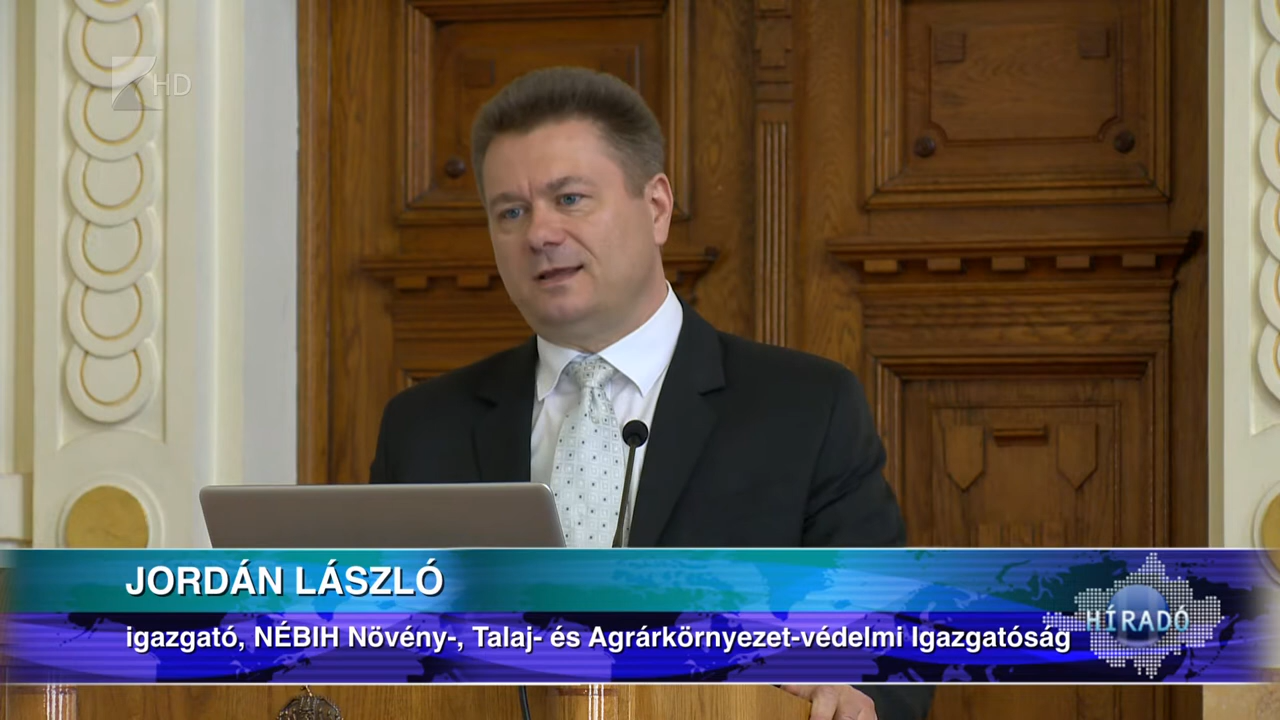 HD
JORDÁN LÁSZLÓ
igazgató, NÉBIH Növény-, Talaj- és Agrárkörnyezet-védelmi Igazgatóság
HÍRADÓ